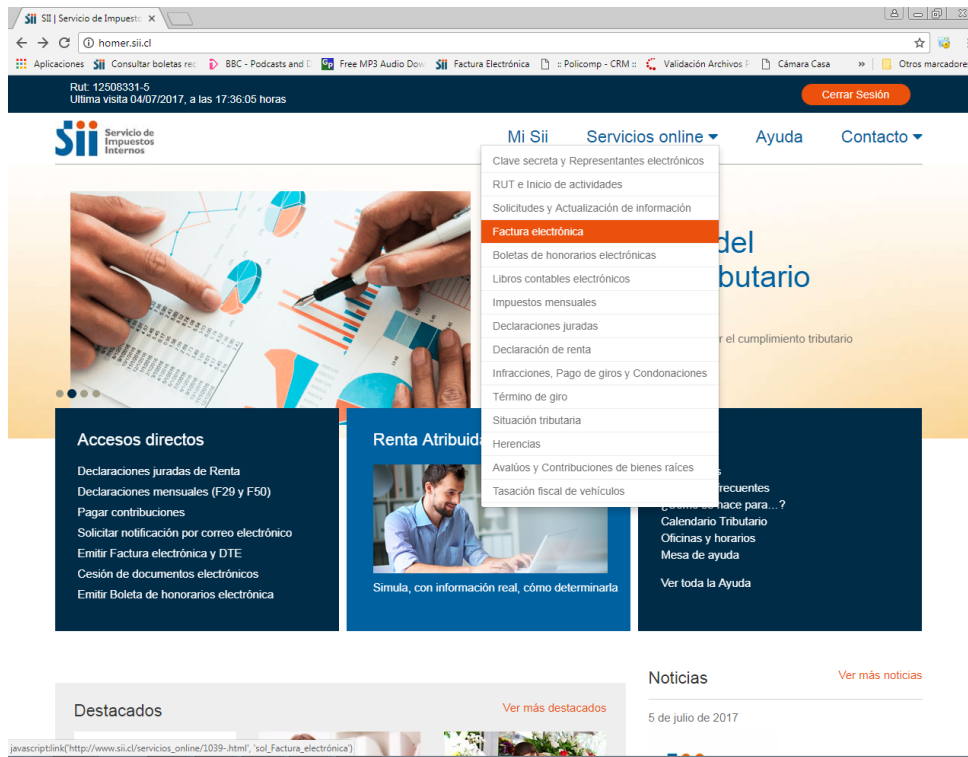 SII | Servicio de Impuesto
homer.sii.cl
Aplicaciones
Consultar boletas rec
BBC - Podcasts and D
Free MP3 Audio Dow
Factura Electrónica
:: Policomp - CRM ::
Validación Archivos P
Cámara Casa
»
Otros marcadores
Rut: 12508331-5
Ultima visita 04/07/2017, a las 17:36:05 horas
Cerrar Sesión
Sii
Servicio de
Impuestos
Internos
Mi Sii
Servicios online
Ayuda
Contacto
Clave secreta y Representantes electrónicos
RUT e Inicio de actividades
Solicitudes y Actualización de información
Factura electrónica
Boletas de honorarios electrónicas
Libros contables electrónicos
Impuestos mensuales
Declaraciones juradas
Declaración de renta
Infracciones, Pago de giros y Condonaciones
Término de giro
Situación tributaria
Herencias
Avalúos y Contribuciones de bienes raíces
Tasación fiscal de vehículos
del
butario
r el cumplimiento tributario
Accesos directos
Declaraciones juradas de Renta
Declaraciones mensuales (F29 y F50)
Pagar contribuciones
Solicitar notificación por correo electrónico
Emitir Factura electrónica y DTE
Cesión de documentos electrónicos
Emitir Boleta de honorarios electrónica
Renta Atribuida
Simula, con información real, cómo determinarla
recuentes
¿Cómo se hace para...?
Calendario Tributario
Oficinas y horarios
Mesa de ayuda
Ver toda la Ayuda
Destacados
Ver más destacados
Noticias
Ver más noticias
5 de julio de 2017
javascript:link('http://www.sii.cl/servicios_online/1039-.html', 'sol_Factura_electrónica')